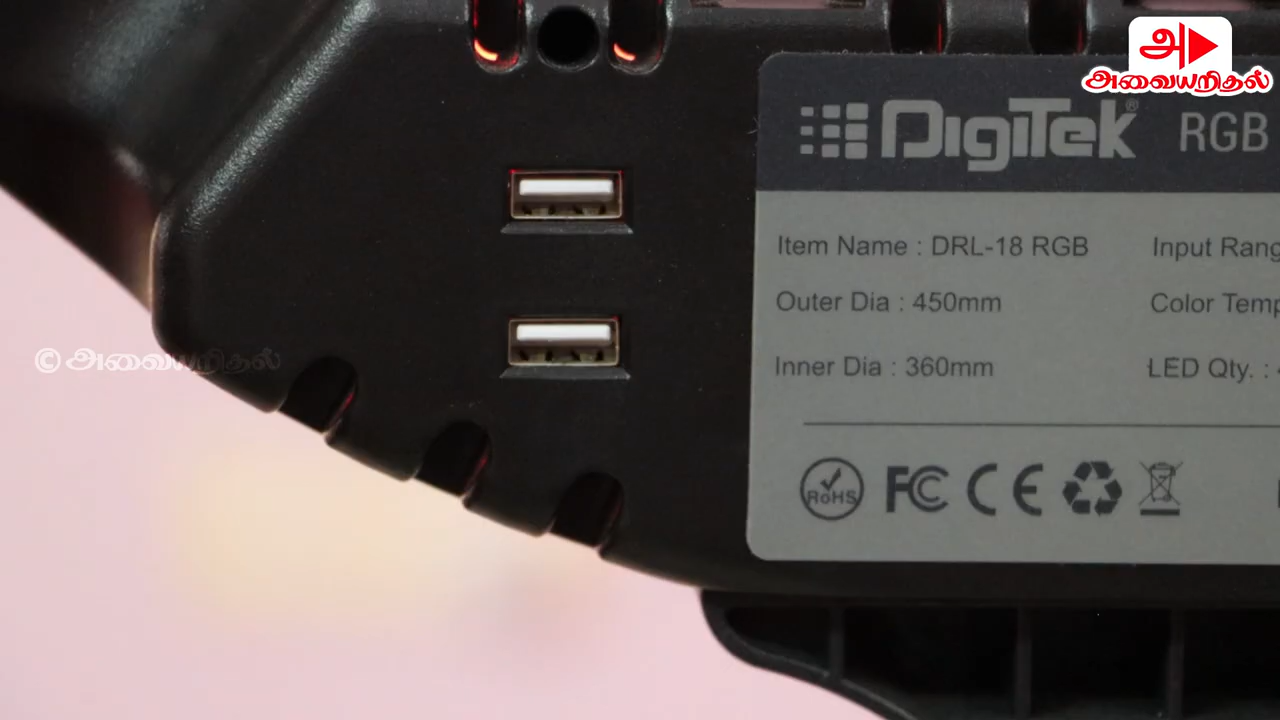 அ
அவையறிதல்
DIGITEK® RGB
Item Name : DRL-18 RGB Input Rang
Outer Dia : 450mm Color Temp
© அவையறிதல்
Inner Dia : 360mm LED Qty. :
RoHS FC CE